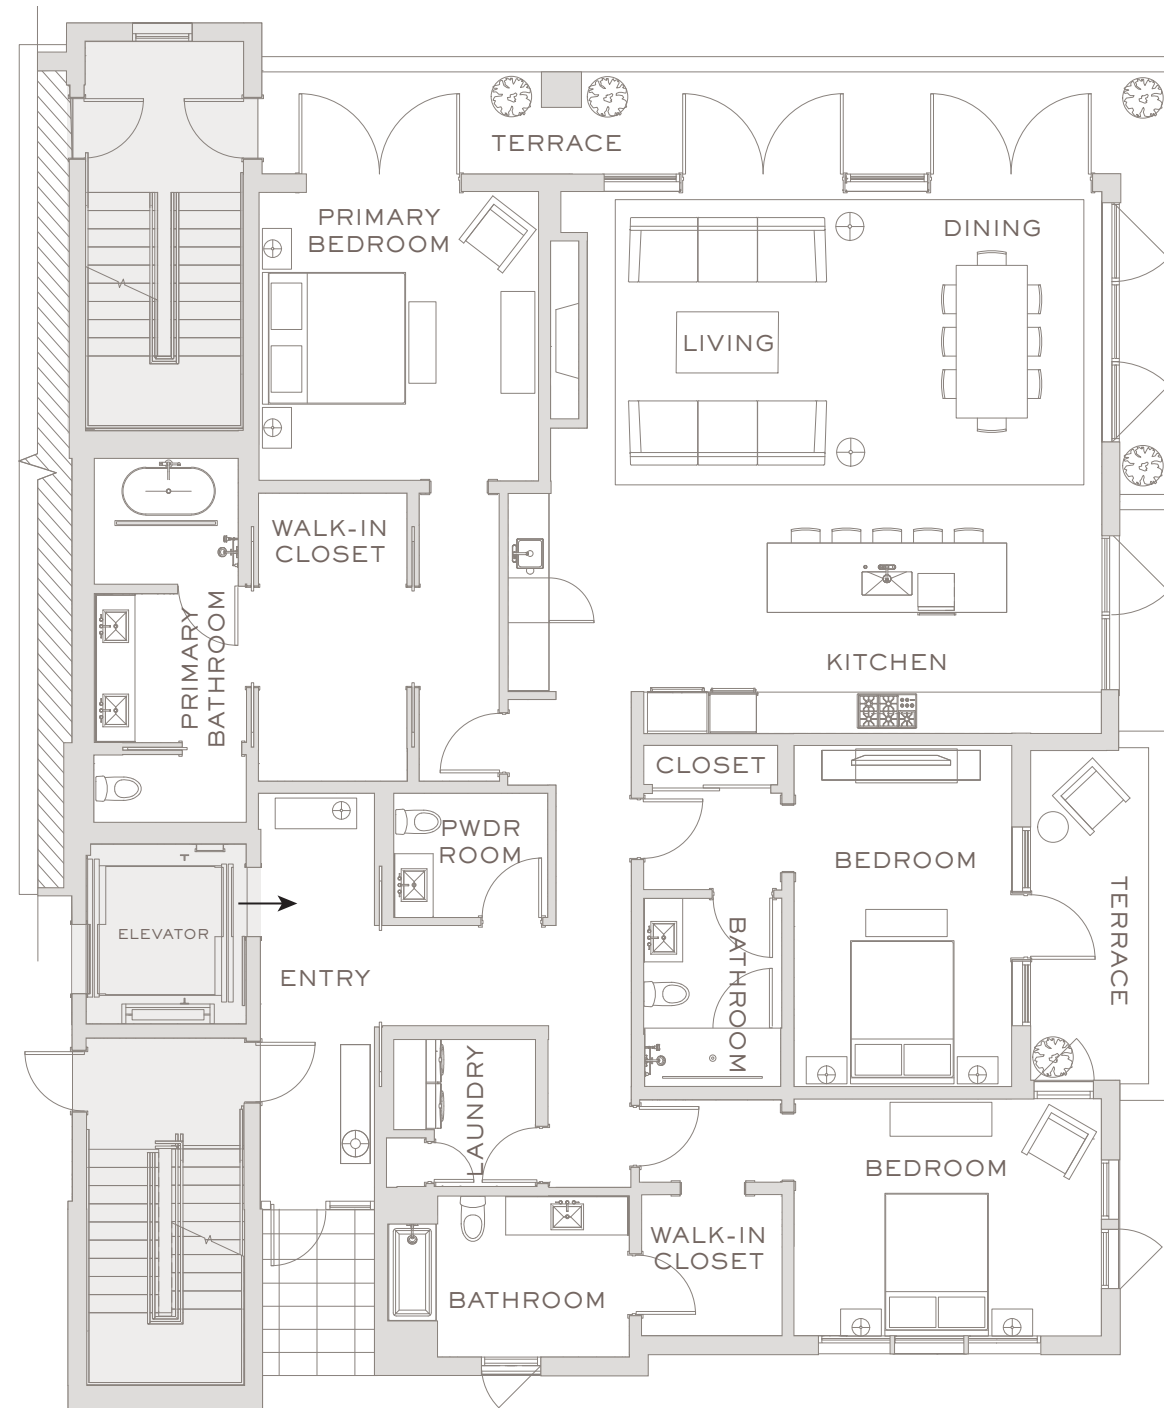 TERRACE
PRIMARY
BEDROOM
DINING
LIVING
WALK-IN
CLOSET
PRIMARY
BATHROOM
KITCHEN
CLOSET
PWDR
ROOM
BEDROOM
TERRACE
ELEVATOR
ENTRY
BATHROOM
LAUNDRY
BEDROOM
WALK-IN
CLOSET
BATHROOM